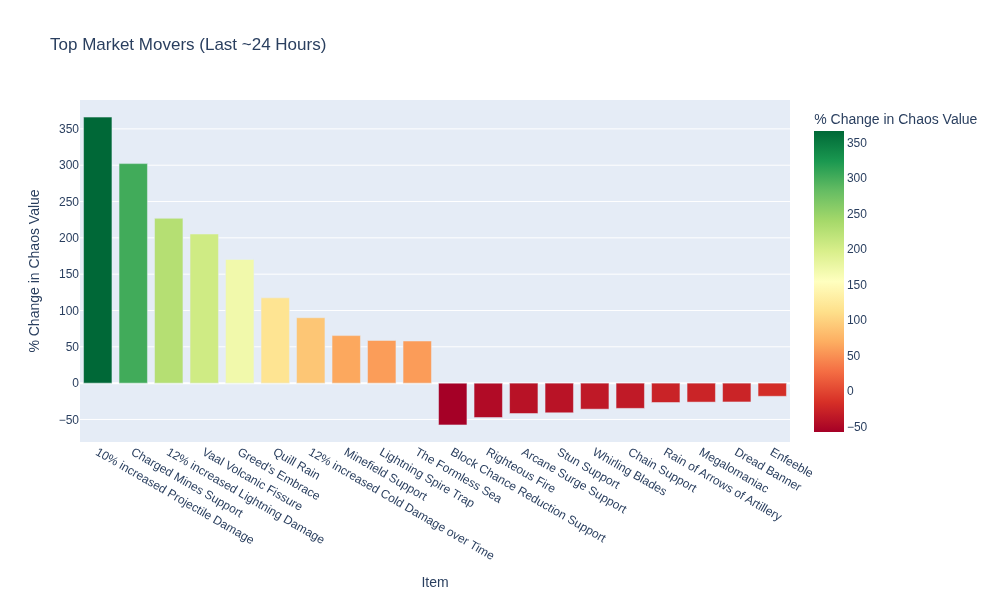 Top Market Movers (Last ~24 Hours)
% Change in Chaos Value
350
300
250
200
150
100
50
0
−50
10% increased Projectile Damage
Charged Mines Support
12% increased Lightning Damage
Vaal Volcanic Fissure
Greed's Embrace
Quill Rain
12% increased Cold Damage over Time
Minefield Support
Lightning Spire Trap
The Formless Sea
Block Chance Reduction Support
Righteous Fire
Arcane Surge Support
Stun Support
Whirling Blades
Chain Support
Rain of Arrows of Artillery
Megalomaniac
Dread Banner
Enfeeble
Item
% Change in Chaos Value
350
300
250
200
150
100
50
0
−50